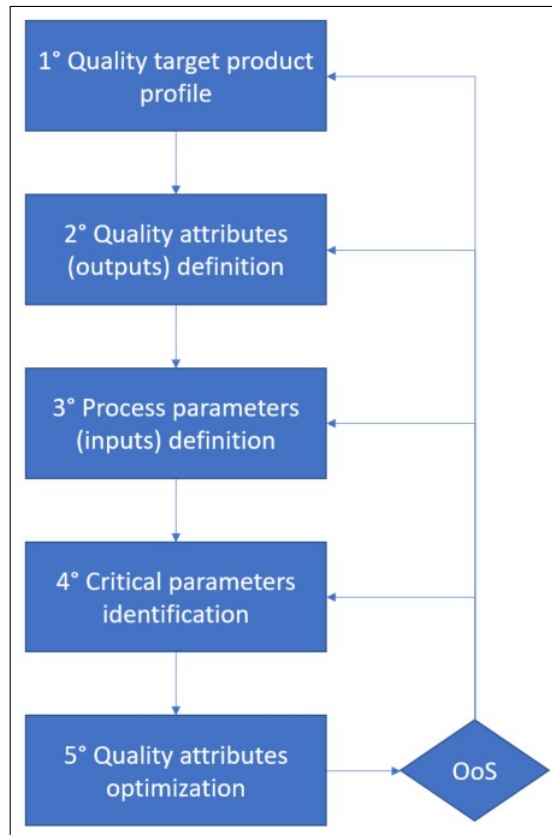 1° Quality target product
profile
2° Quality attributes
(outputs) definition
3° Process parameters
(inputs) definition
4° Critical parameters
identification
5° Quality attributes
optimization
OoS